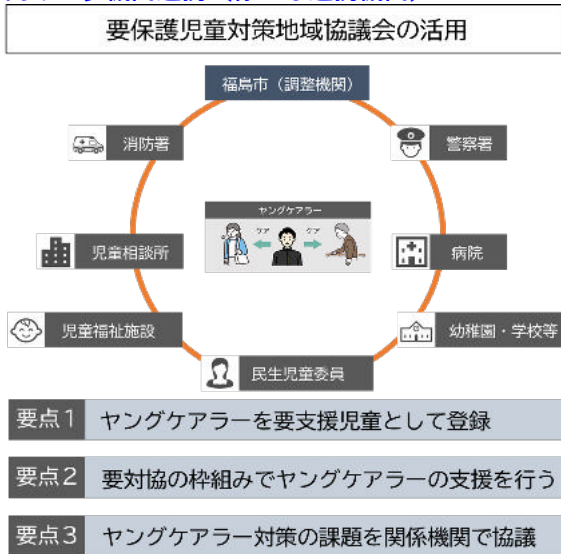 要保護児童対策地域協議会の活用
福島市（調整機関）
消防署
警察署
ヤングケアラー
ケア
ケア
児童相談所
病院
児童福祉施設
幼稚園・学校等
民生児童委員
要点1 ヤングケアラーを要支援児童として登録
要点2 要対協の枠組みでヤングケアラーの支援を行う
要点3 ヤングケアラー対策の課題を関係機関で協議